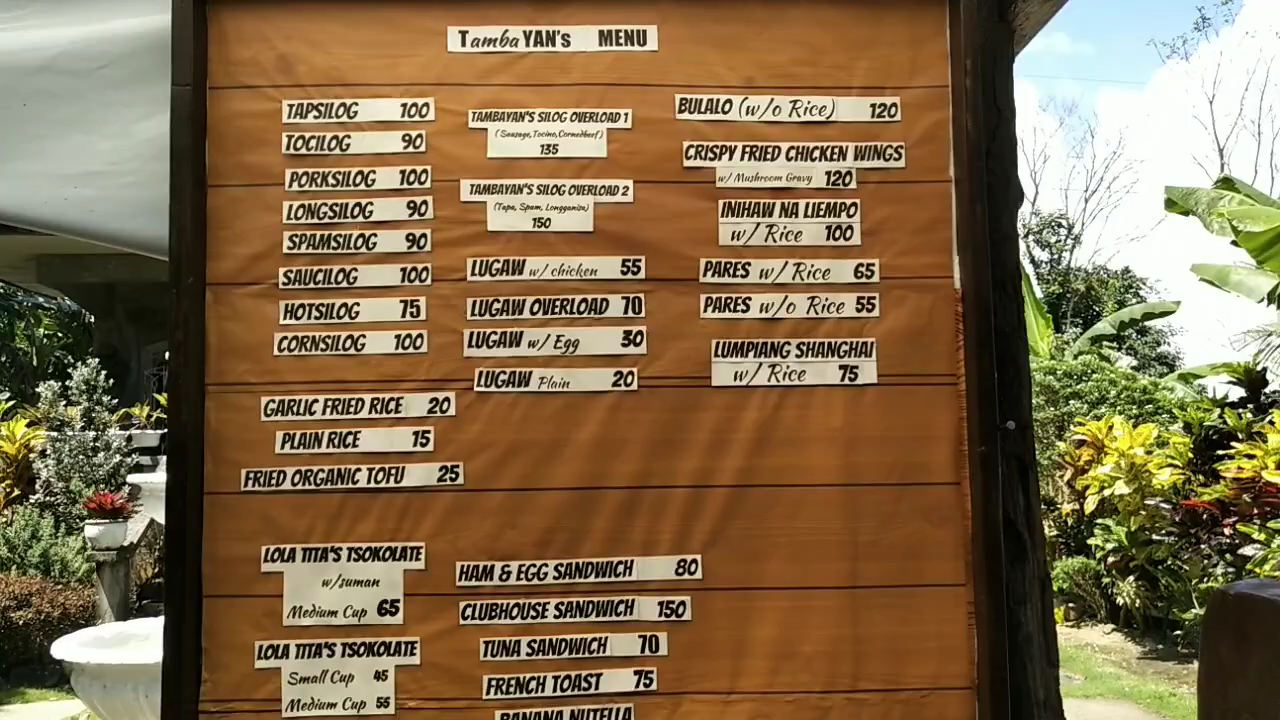 TambaYAN's MENU
TAPSILOG 100
TOCILOG 90
PORKSILOG 100
LONGSILOG 90
SPAMSILOG 90
SAUCILOG 100
HOTSILOG 75
CORNSILOG 100
GARLIC FRIED RICE 20
PLAIN RICE 15
FRIED ORGANIC TOFU 25
TAMBAYAN'S SILOG OVERLOAD 1
(Sausage,Tocino,Cornedbeef)
135
TAMBAYAN'S SILOG OVERLOAD 2
(Tapa, Spam, Longganisa)
150
LUGAW w/ chicken 55
LUGAW OVERLOAD 70
LUGAW w/ Egg 30
LUGAW Plain 20
BULALO (w/o Rice) 120
CRISPY FRIED CHICKEN WINGS
w/ Mushroom Gravy 120
INIHAW NA LIEMPO
w/ Rice 100
PARES w/ Rice 65
PARES w/o Rice 55
LUMPIANG SHANGHAI
w/ Rice 75
LOLA TITA'S TSOKOLATE
w/suman
Medium Cup 65
LOLA TITA'S TSOKOLATE
Small Cup 45
Medium Cup 55
HAM & EGG SANDWICH 80
CLUBHOUSE SANDWICH 150
TUNA SANDWICH 70
FRENCH TOAST 75
BANANA NUTELLA